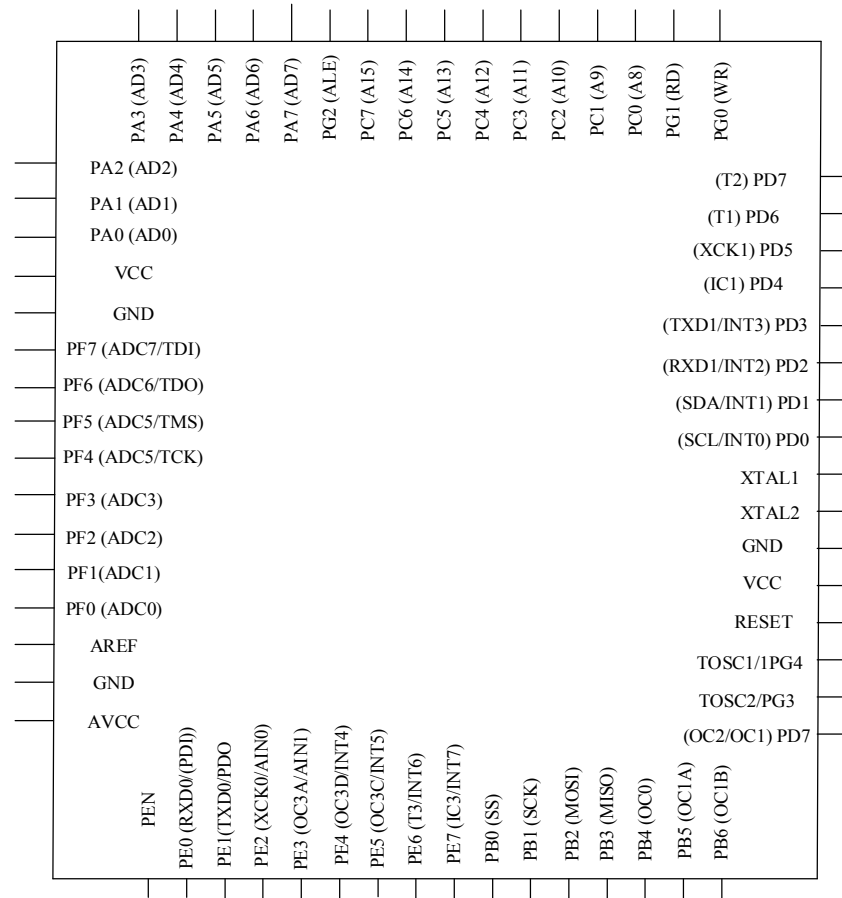 PA3 (AD3)
PA4 (AD4)
PA5 (AD5)
PA6 (AD6)
PA7 (AD7)
PG2 (ALE)
PC7 (A15)
PC6 (A14)
PC5 (A13)
PC4 (A12)
PC3 (A11)
PC2 (A10)
PC1 (A9)
PC0 (A8)
PG1 (RD)
PG0 (WR)
PA2 (AD2)
PA1 (AD1)
PA0 (AD0)
VCC
GND
PF7 (ADC7/TDI)
PF6 (ADC6/TDO)
PF5 (ADC5/TMS)
PF4 (ADC5/TCK)
PF3 (ADC3)
PF2 (ADC2)
PF1(ADC1)
PF0 (ADC0)
AREF
GND
AVCC
(T2) PD7
(T1) PD6
(XCK1) PD5
(IC1) PD4
(TXD1/INT3) PD3
(RXD1/INT2) PD2
(SDA/INT1) PD1
(SCL/INT0) PD0
XTAL1
XTAL2
GND
VCC
RESET
TOSC1/1PG4
TOSC2/PG3
(OC2/OC1) PD7
PEN
PE0 (RXD0/(PDI))
PE1(TXD0/PDO
PE2 (XCK0/AIN0)
PE3 (OC3A/AIN1)
PE4 (OC3D/INT4)
PE5 (OC3C/INT5)
PE6 (T3/INT6)
PE7 (IC3/INT7)
PB0 (SS)
PB1 (SCK)
PB2 (MOSI)
PB3 (MISO)
PB4 (OC0)
PB5 (OC1A)
PB6 (OC1B)